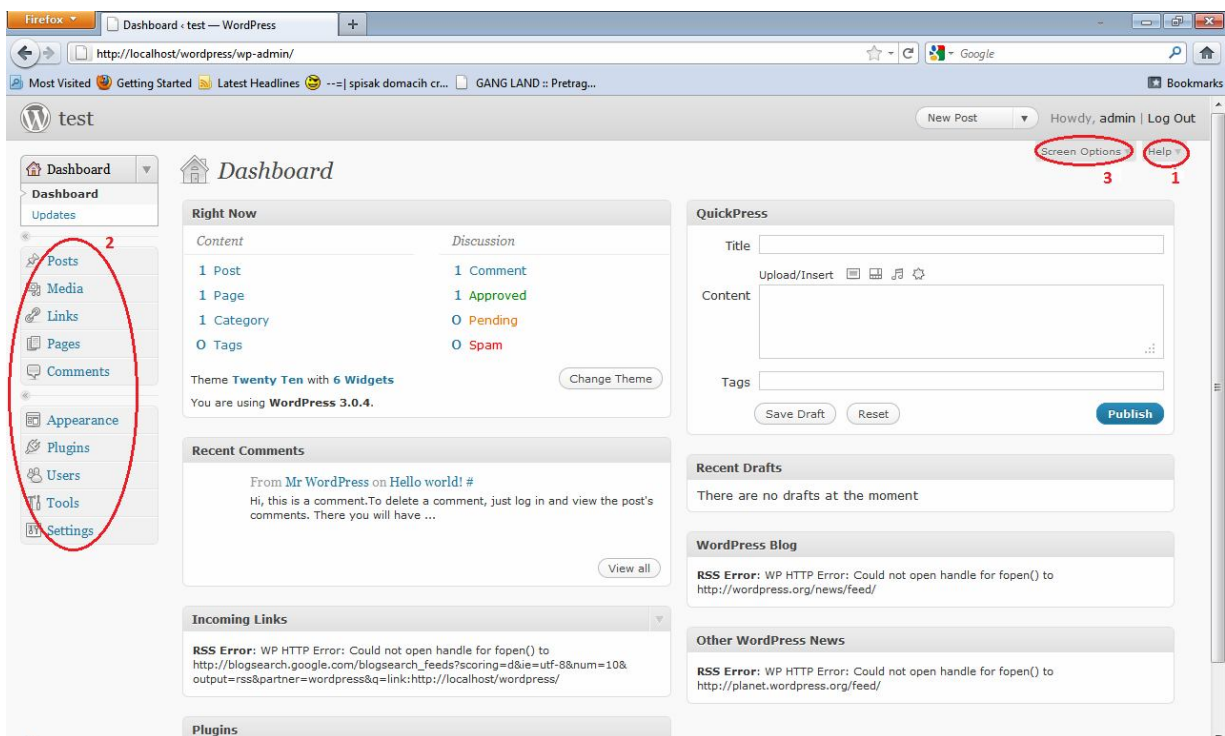 Firefox
Dashboard ‹ test — WordPress
+
http://localhost/wordpress/wp-admin/
Google
Most Visited Getting Started Latest Headlines --=| spisak domacih cr... GANG LAND :: Pretrag...
Bookmarks
test
New Post
Howdy, admin | Log Out
Screen Options
Help
3
1
Dashboard
Dashboard
Updates
2
Posts
Media
Links
Pages
Comments
Appearance
Plugins
Users
Tools
Settings
Dashboard
Right Now
Content
Discussion
1 Post
1 Comment
1 Page
1 Approved
1 Category
0 Pending
0 Tags
0 Spam
Theme Twenty Ten with 6 Widgets
Change Theme
You are using WordPress 3.0.4.
Recent Comments
From Mr WordPress on Hello world! #
Hi, this is a comment.To delete a comment, just log in and view the post's
comments. There you will have ...
View all
Incoming Links
RSS Error: WP HTTP Error: Could not open handle for fopen() to
http://blogsearch.google.com/blogsearch_feeds?scoring=d&ie=utf-8&num=10&
output=rss&partner=wordpress&q=link:http://localhost/wordpress/
Plugins
QuickPress
Title
Upload/Insert
Content
Tags
Save Draft
Reset
Publish
Recent Drafts
There are no drafts at the moment
WordPress Blog
RSS Error: WP HTTP Error: Could not open handle for fopen() to
http://wordpress.org/news/feed/
Other WordPress News
RSS Error: WP HTTP Error: Could not open handle for fopen() to
http://planet.wordpress.org/feed/